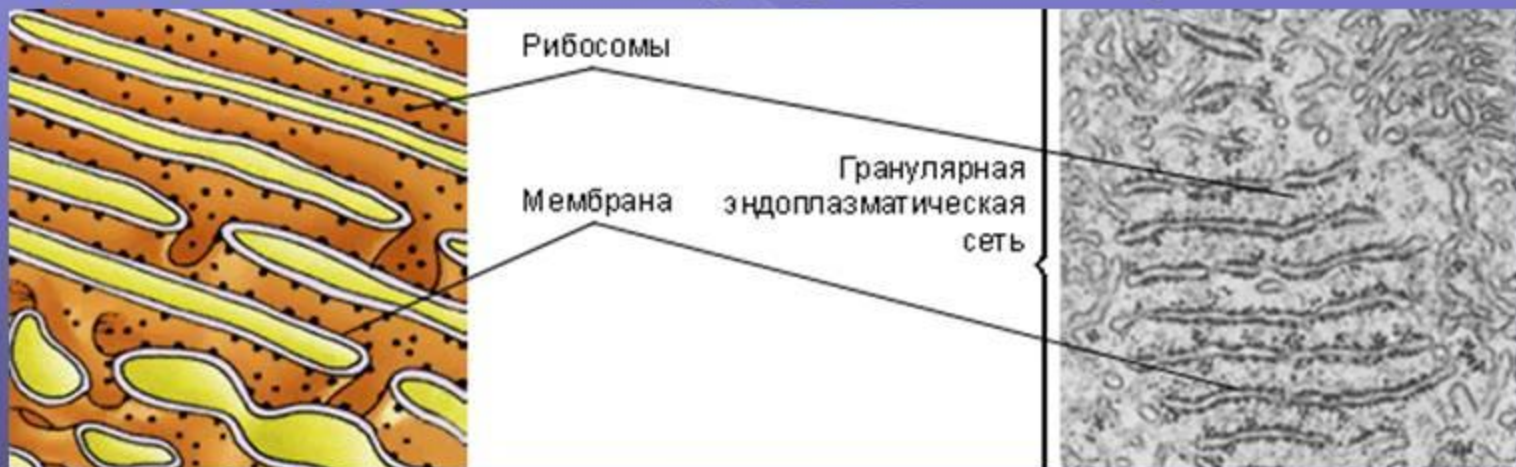 Рибосомы
Мембрана
Гранулярная
эндоплазматическая
сеть